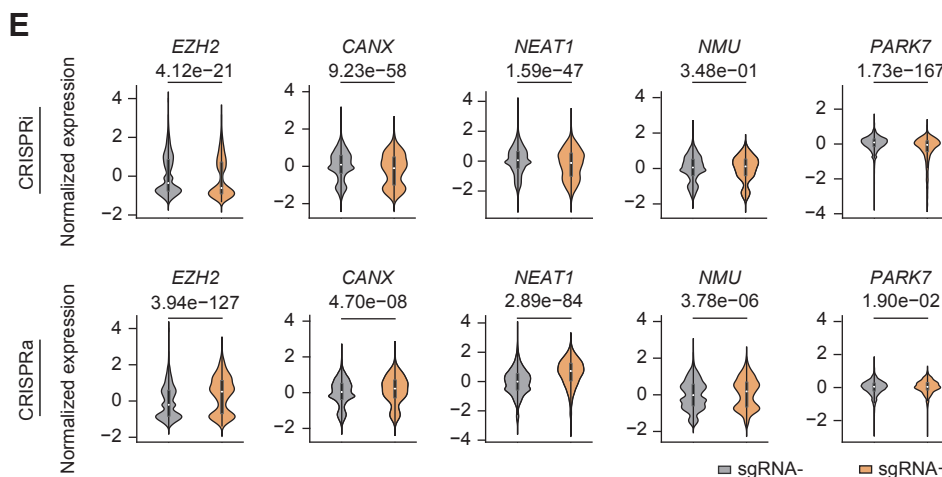 E
EZH2 CANX NEAT1 NMU PARK7
4.12e−21 9.23e−58 1.59e−47 3.48e−01 1.73e−167
CRISPRi
Normalized expression
4 2 0 −2
4 2 0 −2
4 2 0 −2
4 2 0 −2
2 0 −2 −4
EZH2 CANX NEAT1 NMU PARK7
3.94e−127 4.70e−08 2.89e−84 3.78e−06 1.90e−02
CRISPRa
Normalized expression
4 2 0 −2
4 2 0 −2
4 2 0 −2 −4
4 2 0 −2
4 2 0 −2
sgRNA- sgRNA-